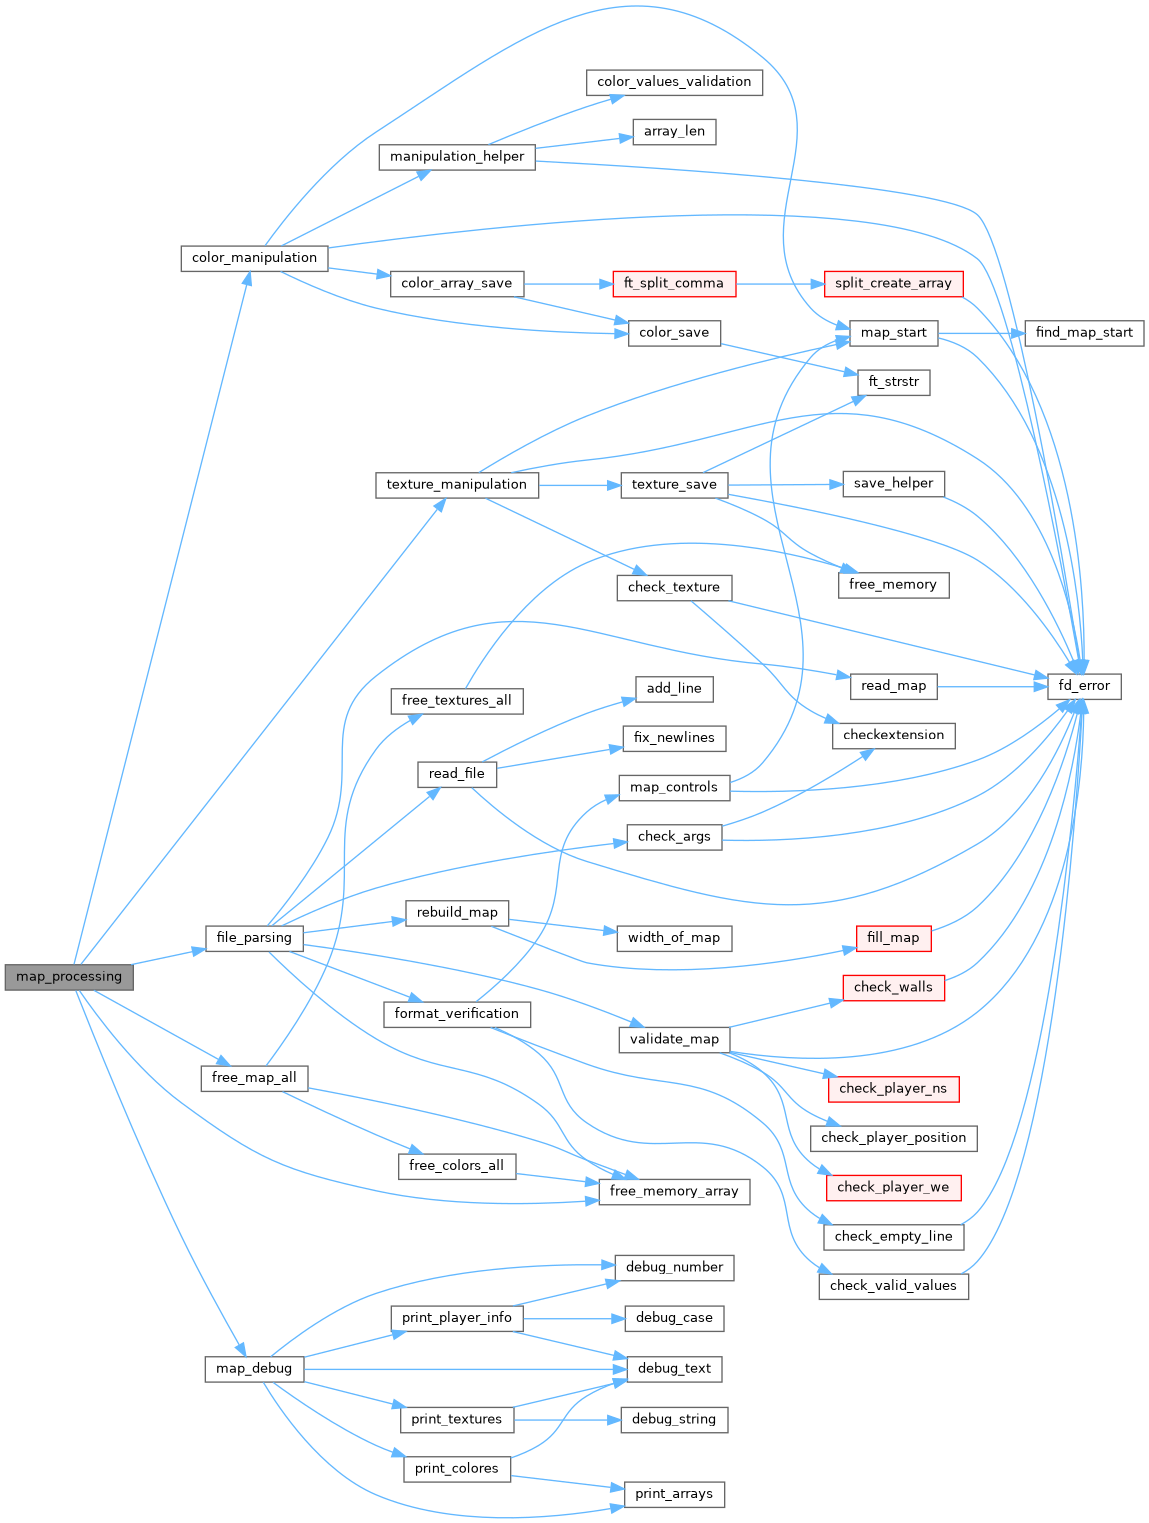 color_values_validation
array_len
manipulation_helper
color_manipulation
color_array_save
ft_split_comma
split_create_array
color_save
map_start
find_map_start
ft_strstr
texture_manipulation
texture_save
save_helper
check_texture
free_memory
free_textures_all
add_line
read_map
fd_error
fix_newlines
checkextension
read_file
map_controls
check_args
rebuild_map
file_parsing
width_of_map
fill_map
map_processing
check_walls
format_verification
validate_map
free_map_all
check_player_ns
check_player_position
free_colors_all
free_memory_array
check_player_we
check_empty_line
debug_number
check_valid_values
print_player_info
debug_case
map_debug
debug_text
print_textures
debug_string
print_colores
print_arrays